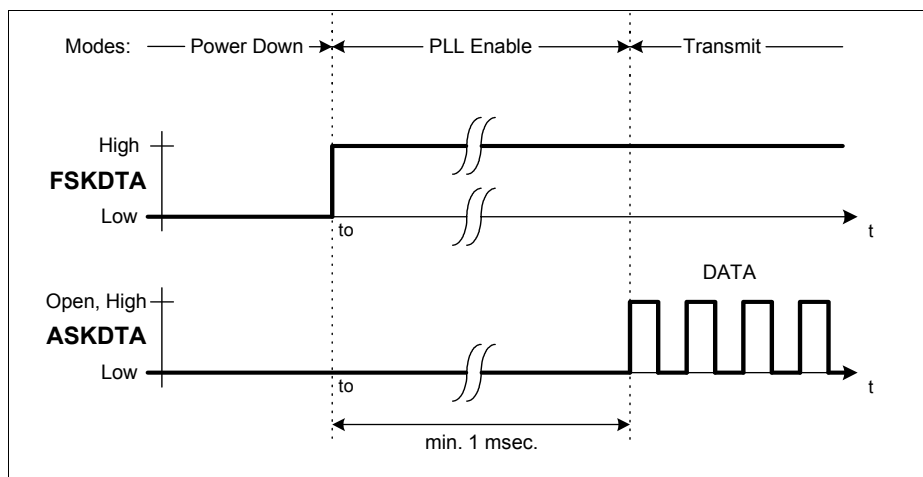 Modes: Power Down PLL Enable Transmit
High
FSKDTA
Low
to
t
DATA
Open, High
ASKDTA
Low
to
t
min. 1 msec.